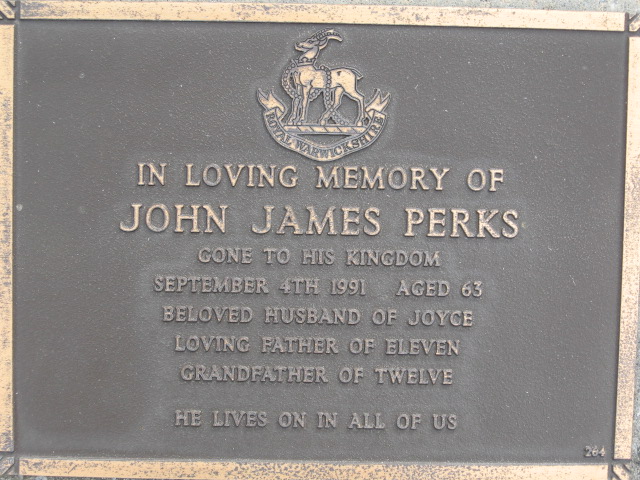 ROYAL WARWICKSHIRE
IN LOVING MEMORY OF
JOHN JAMES PERKS
GONE TO HIS KINGDOM
SEPTEMBER 4TH 1991 AGED 63
BELOVED HUSBAND OF JOYCE
LOVING FATHER OF ELEVEN
GRANDFATHER OF TWELVE
HE LIVES ON IN ALL OF US
264